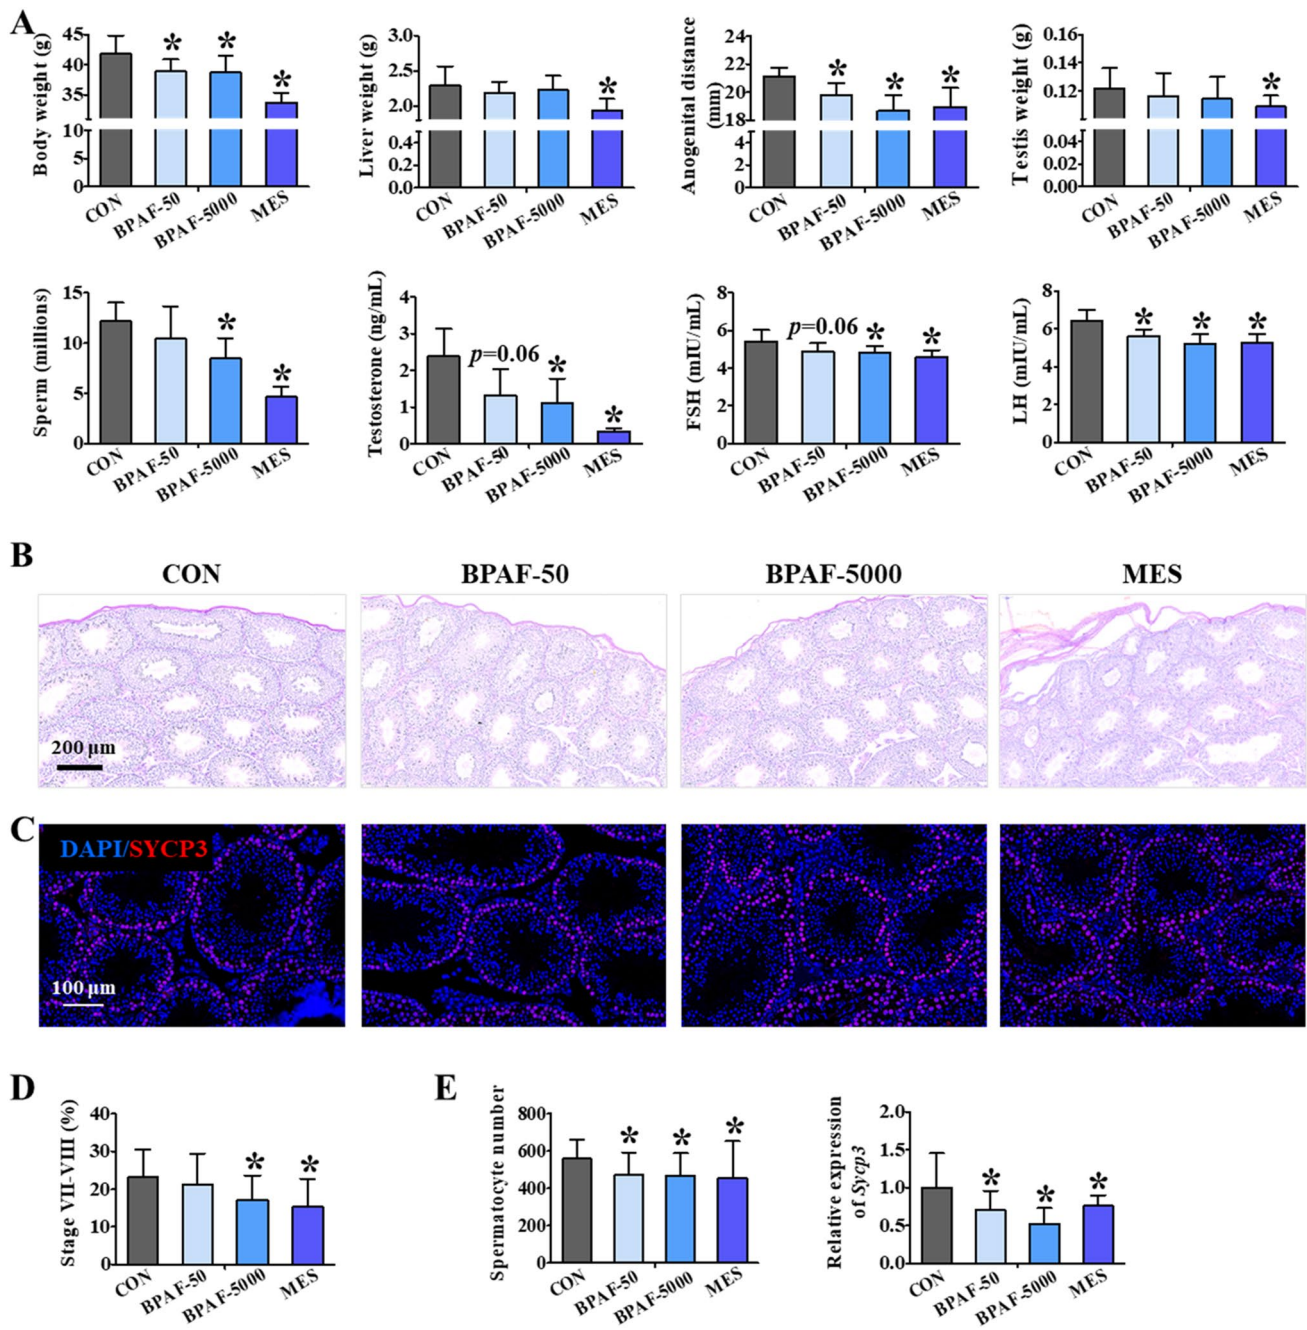 A
Body weight (g)
45
40
35
10
5
0
CON
BPAF-50
BPAF-5000
MES
*
*
*
Liver weight (g)
3.0
2.5
2.0
0.4
0.2
0.0
CON
BPAF-50
BPAF-5000
MES
*
Anogenital distance
(mm)
24
22
20
18
4
2
0
CON
BPAF-50
BPAF-5000
MES
*
*
*
Testis weight (g)
0.16
0.12
0.04
0.02
0.00
CON
BPAF-50
BPAF-5000
MES
*
Sperm (millions)
15
10
5
0
CON
BPAF-50
BPAF-5000
MES
*
*
Testosterone (ng/mL)
4
3
2
1
0
p=0.06
*
*
CON
BPAF-50
BPAF-5000
MES
FSH (mIU/mL)
8
6
4
2
0
p=0.06
*
*
CON
BPAF-50
BPAF-5000
MES
LH (mIU/mL)
8
6
4
2
0
*
*
*
CON
BPAF-50
BPAF-5000
MES
B
CON
BPAF-50
BPAF-5000
MES
200 μm
C
DAPI/SYCP3
100 μm
D
Stage VII-VIII (%)
40
30
20
10
0
*
*
CON
BPAF-50
BPAF-5000
MES
E
Spermatocyte number
800
600
400
200
0
*
*
*
CON
BPAF-50
BPAF-5000
MES
Relative expression
of Sycp3
2.0
1.5
1.0
0.5
0.0
*
*
*
CON
BPAF-50
BPAF-5000
MES